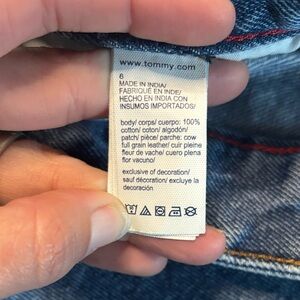 www.tommy.com
6
MADE IN INDIA/
FABRIQUÉ EN INDE/
HECHO EN INDIA CON
INSUMOS IMPORTADOS/
body/ corps/ cuerpo: 100%
cotton/ coton/ algodón/
patch/ pièce/ parche: cow
full grain leather/ cuir pleine
fleur de vache/ cuero plena
flor vacuno/
exclusive of decoration/
sauf décoration/ excluye la
decoración